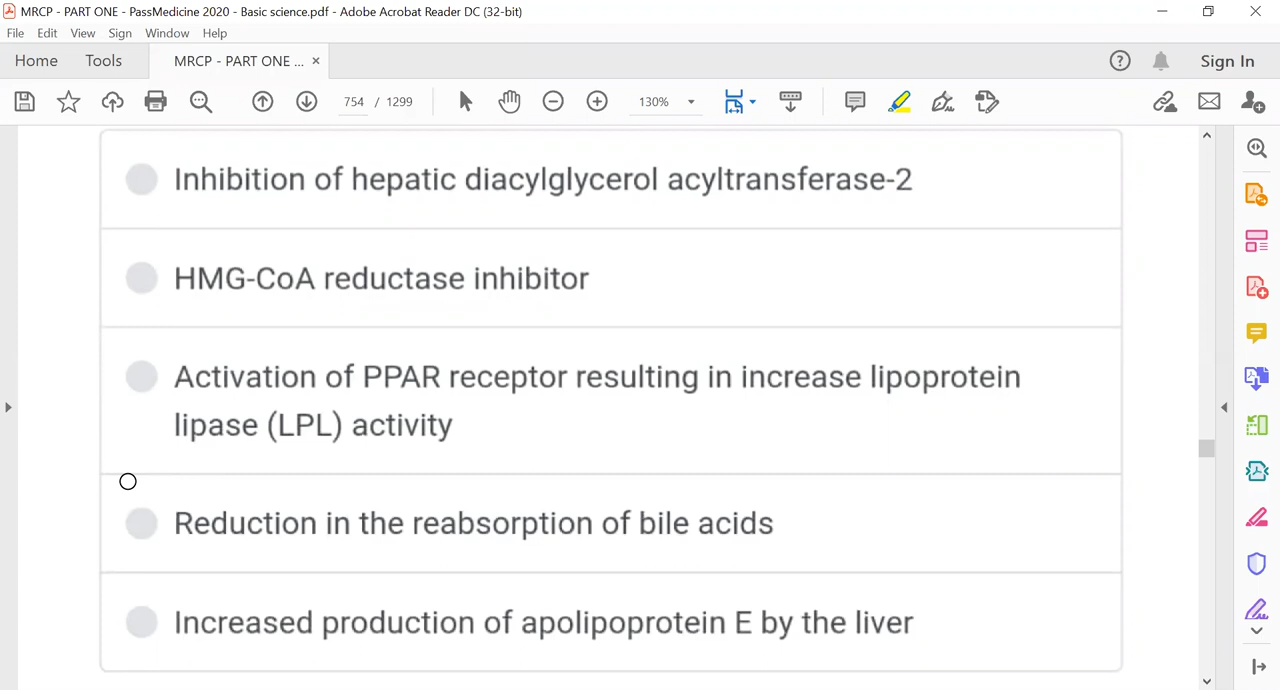 MRCP - PART ONE - PassMedicine 2020 - Basic science.pdf - Adobe Acrobat Reader DC (32-bit)
File Edit View Sign Window Help
Home Tools MRCP - PART ONE ... × Sign In
754 / 1299 130%
Inhibition of hepatic diacylglycerol acyltransferase-2
HMG-CoA reductase inhibitor
Activation of PPAR receptor resulting in increase lipoprotein
lipase (LPL) activity
Reduction in the reabsorption of bile acids
Increased production of apolipoprotein E by the liver